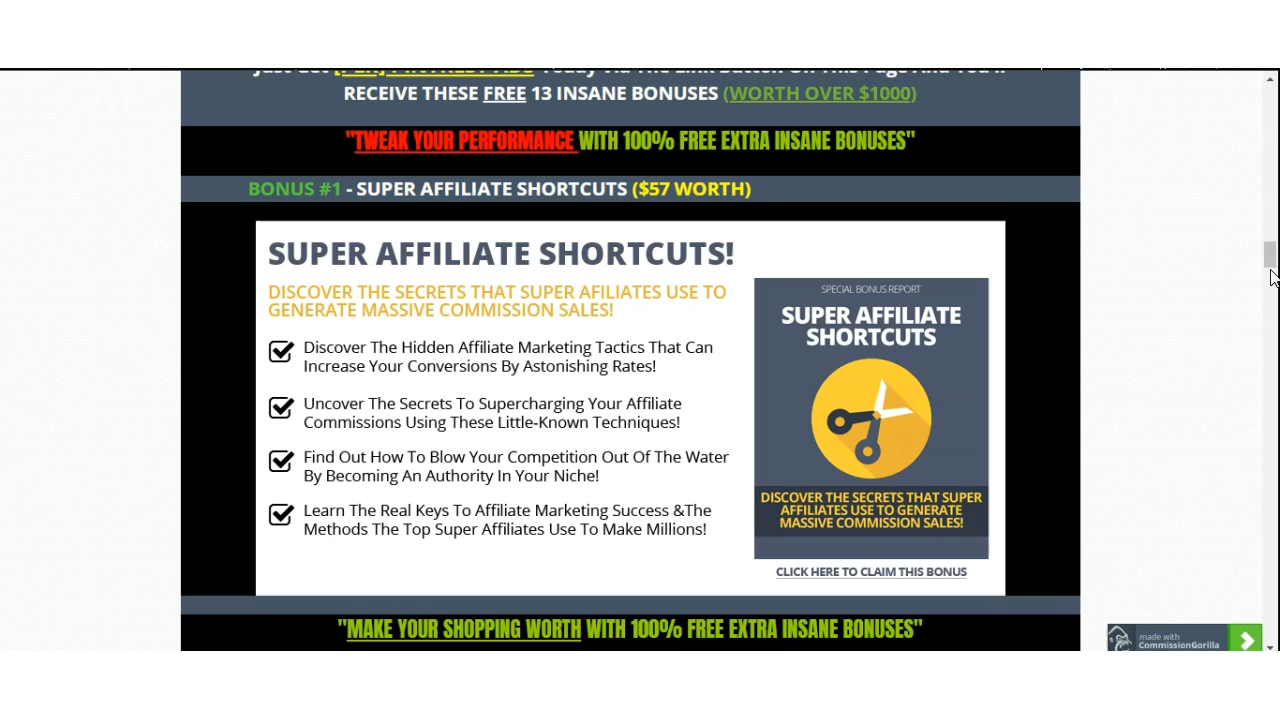 RECEIVE THESE FREE 13 INSANE BONUSES (WORTH OVER $1000)
"TWEAK YOUR PERFORMANCE WITH 100% FREE EXTRA INSANE BONUSES"
BONUS #1 - SUPER AFFILIATE SHORTCUTS ($57 WORTH)
SUPER AFFILIATE SHORTCUTS!
DISCOVER THE SECRETS THAT SUPER AFILIATES USE TO
GENERATE MASSIVE COMMISSION SALES!
Discover The Hidden Affiliate Marketing Tactics That Can
Increase Your Conversions By Astonishing Rates!
Uncover The Secrets To Supercharging Your Affiliate
Commissions Using These Little-Known Techniques!
Find Out How To Blow Your Competition Out Of The Water
By Becoming An Authority In Your Niche!
Learn The Real Keys To Affiliate Marketing Success &The
Methods The Top Super Affiliates Use To Make Millions!
SPECIAL BONUS REPORT
SUPER AFFILIATE
SHORTCUTS
DISCOVER THE SECRETS THAT SUPER
AFFILIATES USE TO GENERATE
MASSIVE COMMISSION SALES!
CLICK HERE TO CLAIM THIS BONUS
"MAKE YOUR SHOPPING WORTH WITH 100% FREE EXTRA INSANE BONUSES"
made with
CommissionGorilla